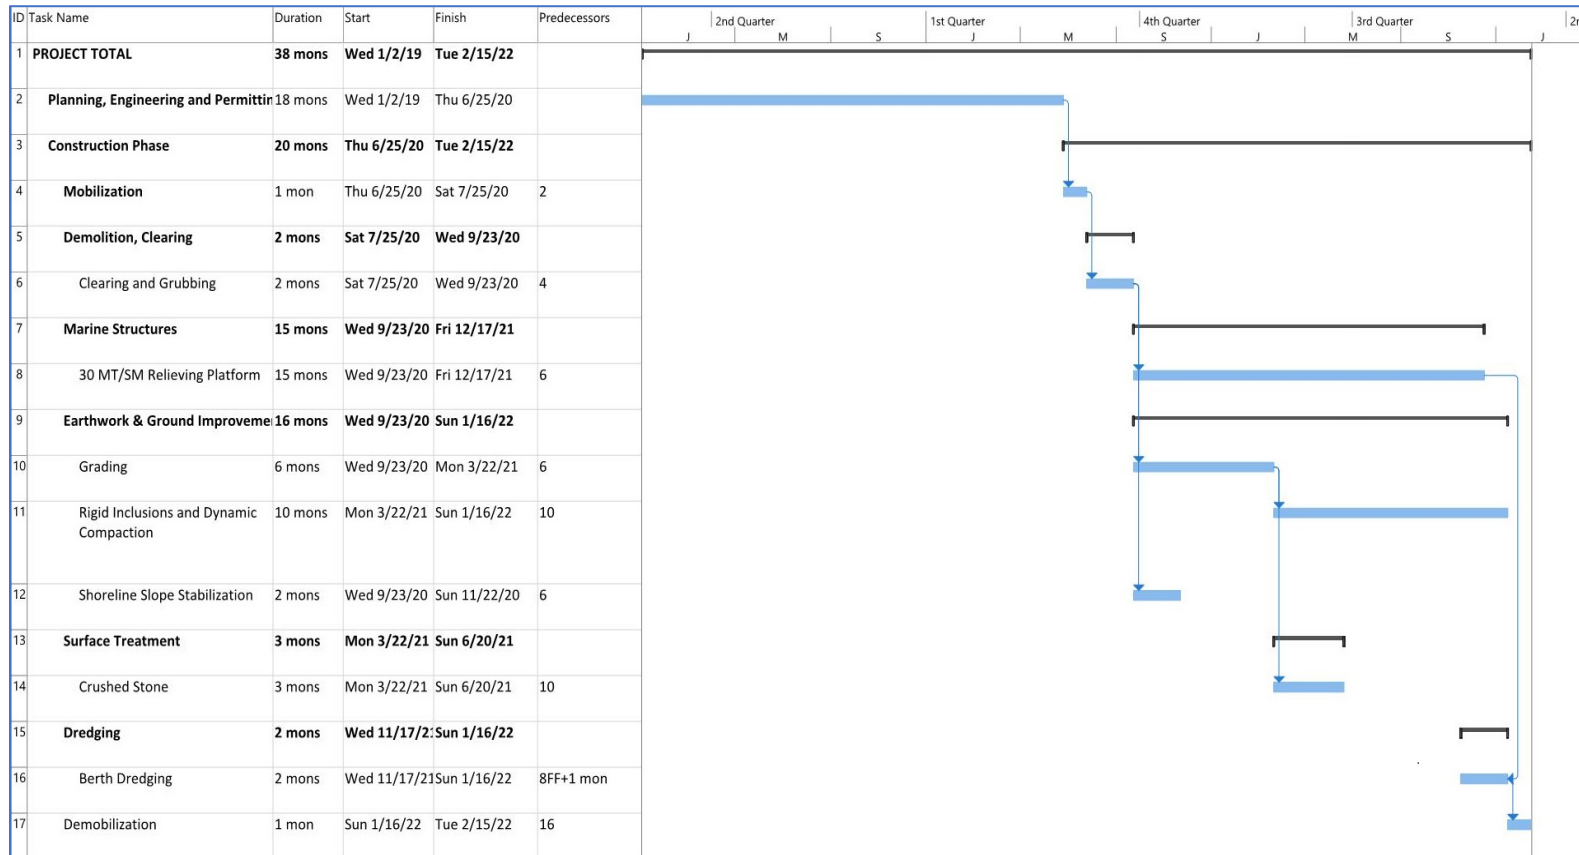 ID Task Name Duration Start Finish Predecessors 2nd Quarter 1st Quarter 4th Quarter 3rd Quarter
J M S J M S J M S J
1 PROJECT TOTAL 38 mons Wed 1/2/19 Tue 2/15/22
2 Planning, Engineering and Permittin 18 mons Wed 1/2/19 Thu 6/25/20
3 Construction Phase 20 mons Thu 6/25/20 Tue 2/15/22
4 Mobilization 1 mon Thu 6/25/20 Sat 7/25/20 2
5 Demolition, Clearing 2 mons Sat 7/25/20 Wed 9/23/20
6 Clearing and Grubbing 2 mons Sat 7/25/20 Wed 9/23/20 4
7 Marine Structures 15 mons Wed 9/23/20 Fri 12/17/21
8 30 MT/SM Relieving Platform 15 mons Wed 9/23/20 Fri 12/17/21 6
9 Earthwork & Ground Improveme 16 mons Wed 9/23/20 Sun 1/16/22
10 Grading 6 mons Wed 9/23/20 Mon 3/22/21 6
11 Rigid Inclusions and Dynamic 10 mons Mon 3/22/21 Sun 1/16/22 10
Compaction
12 Shoreline Slope Stabilization 2 mons Wed 9/23/20 Sun 11/22/20 6
13 Surface Treatment 3 mons Mon 3/22/21 Sun 6/20/21
14 Crushed Stone 3 mons Mon 3/22/21 Sun 6/20/21 10
15 Dredging 2 mons Wed 11/17/21 Sun 1/16/22
16 Berth Dredging 2 mons Wed 11/17/21 Sun 1/16/22 8FF+1 mon
17 Demobilization 1 mon Sun 1/16/22 Tue 2/15/22 16